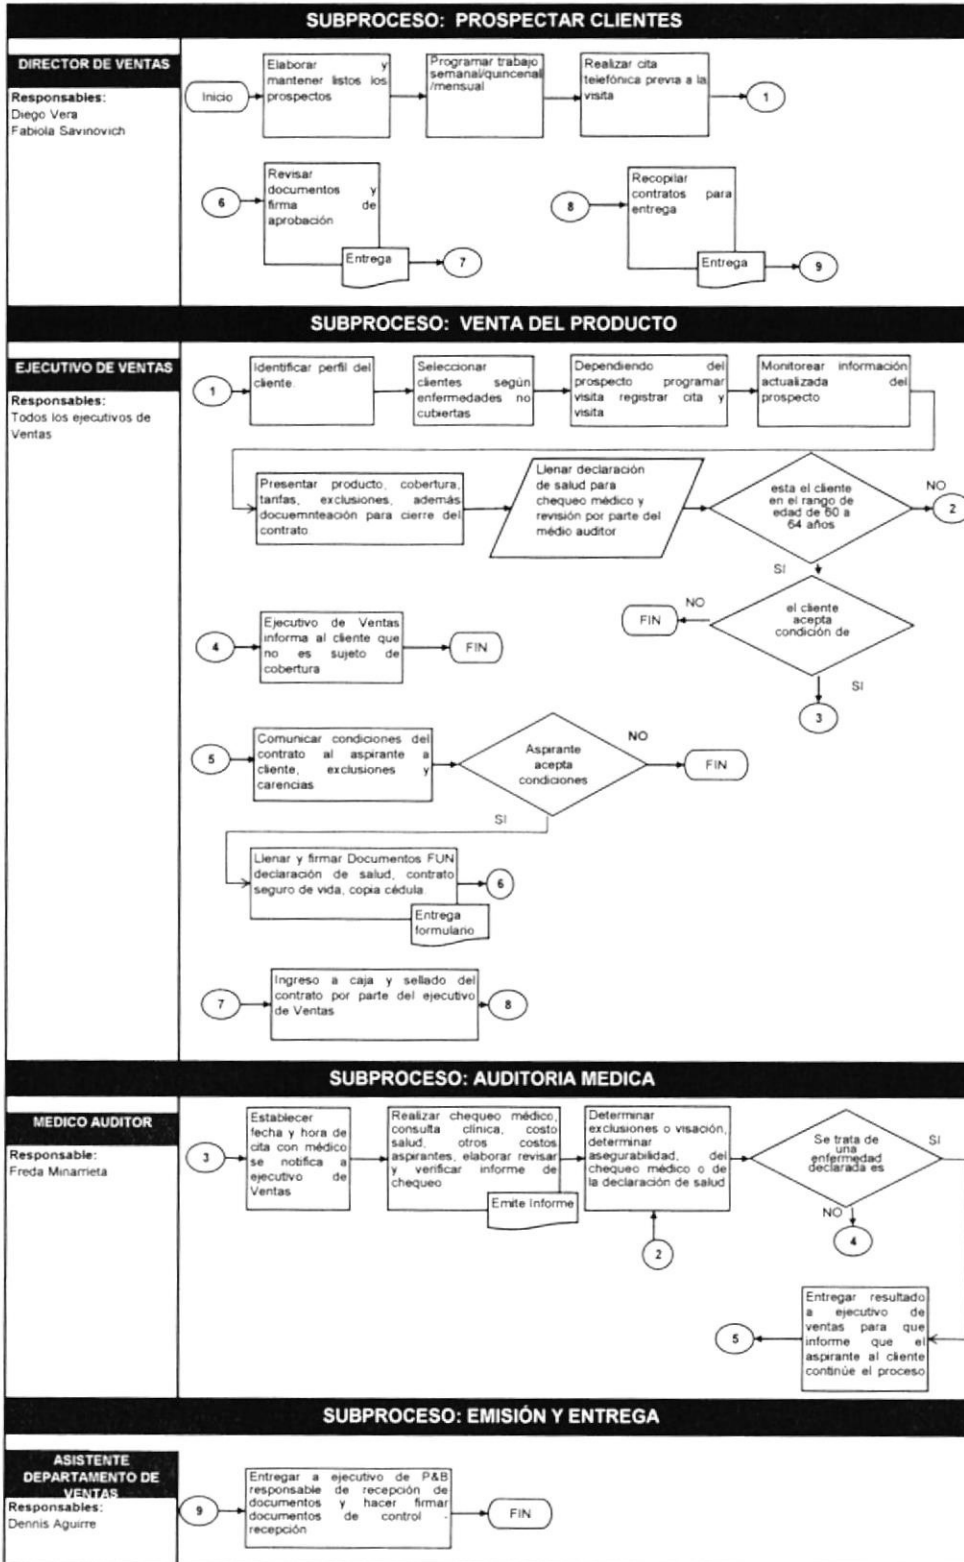 SUBPROCESO: PROSPECTAR CLIENTES
DIRECTOR DE VENTAS
Responsables:
Diego Vera
Fabiola Savinovich
Inicio
Elaborar y
mantener listos los
prospectos
Programar trabajo
semanal/quincenal
/mensual
Realizar cita
telefónica previa a la
visita
1
6
Revisar
documentos y
firma de
aprobación
Entrega
7
8
Recopilar
contratos para
entrega
Entrega
9
SUBPROCESO: VENTA DEL PRODUCTO
EJECUTIVO DE VENTAS
Responsables:
Todos los ejecutivos de
Ventas
1
Identificar perfil del
cliente.
Seleccionar
clientes según
enfermedades no
cubiertas
Dependiendo del
prospecto programar
visita registrar cita y
visita
Monitorear información
actualizada del
prospecto
Presentar producto, cobertura,
tarifas, exclusiones, además
docuemnteación para cierre del
contrato.
Llenar declaración
de salud para
chequeo médico y
revisión por parte del
médio auditor
esta el cliente
en el rango de
edad de 60 a
64 años
NO
2
SI
el cliente
acepta
condición de
NO
FIN
SI
3
4
Ejecutivo de Ventas
informa al cliente que
no es sujeto de
cobertura
FIN
5
Comunicar condiciones del
contrato al aspirante a
cliente, exclusiones y
carencias
Aspirante
acepta
condiciones
NO
FIN
SI
Llenar y firmar Documentos FUN
declaración de salud, contrato
seguro de vida, copia cédula
6
Entrega
formulario
7
Ingreso a caja y sellado del
contrato por parte del ejecutivo
de Ventas
8
SUBPROCESO: AUDITORIA MEDICA
MEDICO AUDITOR
Responsable:
Freda Minarrieta
3
Establecer
fecha y hora de
cita con médico
se notifica a
ejecutivo de
Ventas
Realizar chequeo médico,
consulta clínica, costo
salud, otros costos
aspirantes, elaborar revisar
y verificar informe de
chequeo
Emite Informe
Determinar
exclusiones o visación,
determinar
asegurabilidad, del
chequeo médico o de
la declaración de salud
2
Se trata de
una
enfermedad
declarada es
SI
NO
4
Entregar resultado
a ejecutivo de
ventas para que
informe que el
aspirante al cliente
continúe el proceso
5
SUBPROCESO: EMISIÓN Y ENTREGA
ASISTENTE
DEPARTAMENTO DE
VENTAS
Responsables:
Dennis Aguirre
9
Entregar a ejecutivo de P&B
responsable de recepción de
documentos y hacer firmar
documentos de control -
recepción
FIN